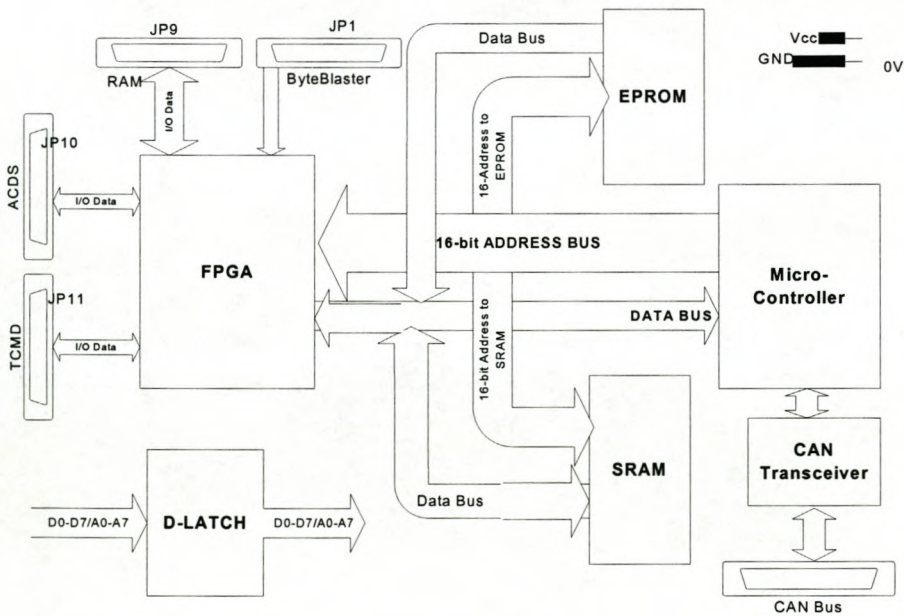 JP9
JP1
RAM
ByteBlaster
I/O Data
Data Bus
EPROM
Vcc
GND
0V
16-Address to
EPROM
JP10
ACDS
I/O Data
FPGA
16-bit ADDRESS BUS
Micro-
Controller
JP11
TCMD
I/O Data
DATA BUS
16-bit Address to
SRAM
SRAM
CAN
Transceiver
Data Bus
D0-D7/A0-A7
D-LATCH
D0-D7/A0-A7
CAN Bus